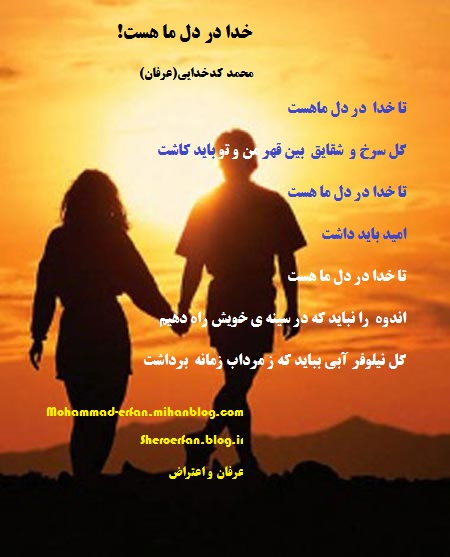 خدا در دل ما هست!
محمد کدخدایی(عرفان)
تا خدا در دل ماهست
گل سرخ و شقایق بین قهر من و تو باید کاشت
تا خدا در دل ما هست
امید باید داشت
تا خدا در دل ما هست
اندوه را نباید که در سینه ی خویش راه دهیم
گل نیلوفر آبی بباید که ز مرداب زمانه برداشت
Mohammad-erfan.mihanblog.com
Sheroerfan.blog.ir
عرفان و اعتراض